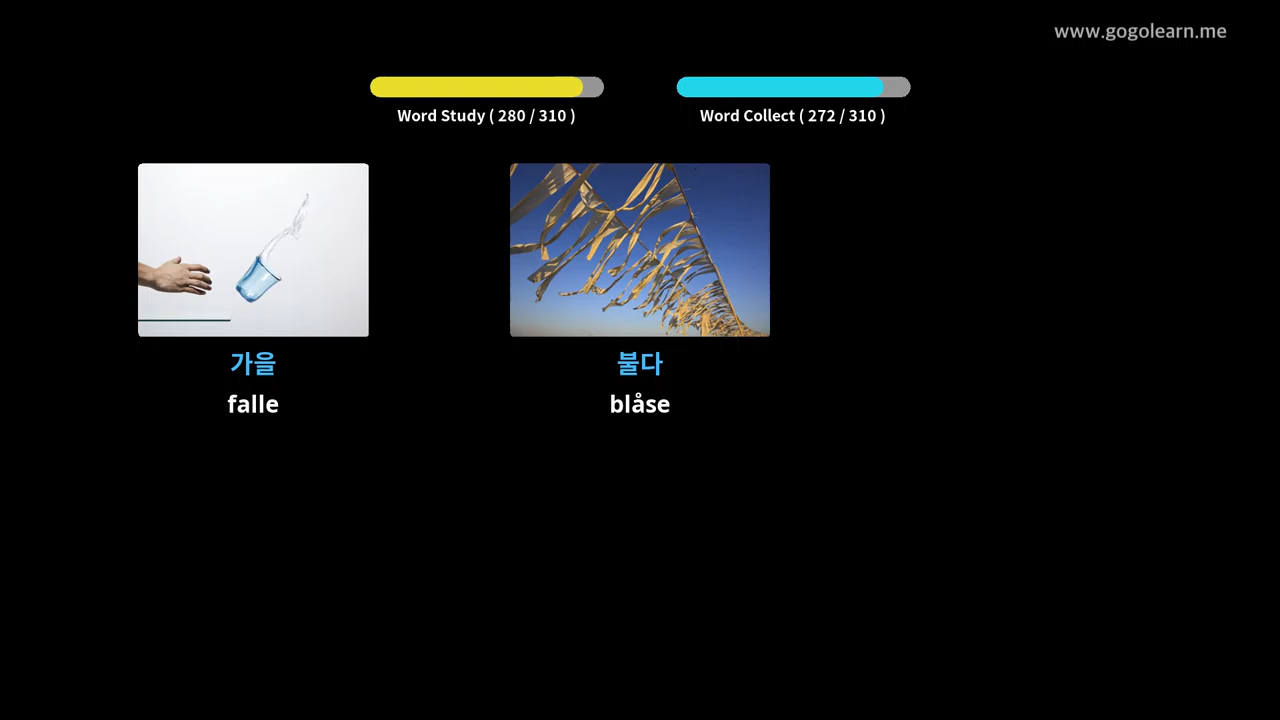 www.gogolearn.me
Word Study ( 280 / 310 )
Word Collect ( 272 / 310 )
가을
falle
불다
blåse